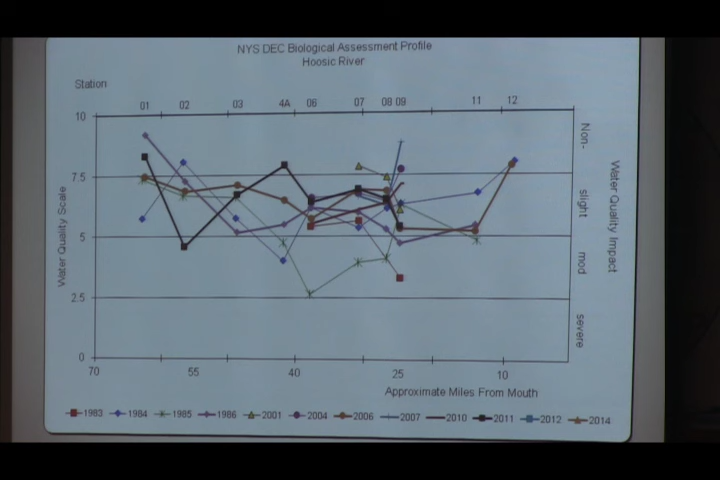 NYS DEC Biological Assessment Profile
Hoosic River
Station
01 02 03 4A 06 07 08 09 11 12
10
7.5
5
2.5
0
Water Quality Scale
Non-
slight
mod
severe
Water Quality Impact
70 55 40 25 10
Approximate Miles From Mouth
1983 1984 1985 1986 2001 2004 2006 2007 2010 2011 2012 2014